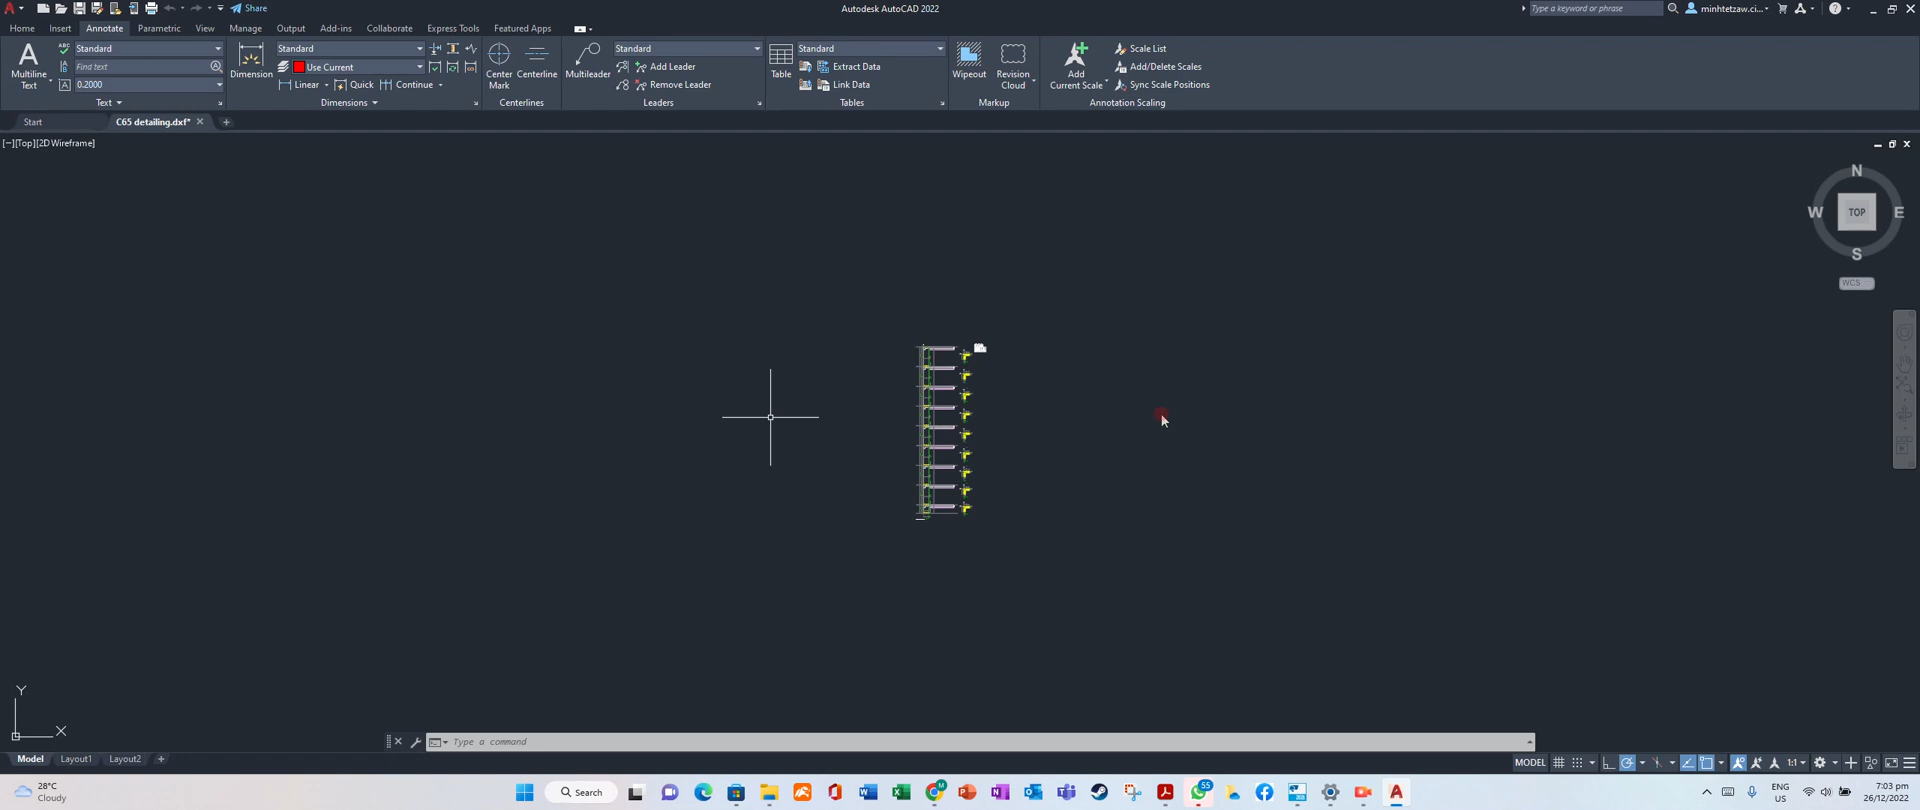 Share
Autodesk AutoCAD 2022
Type a keyword or phrase
minhtetzaw.ci...
Home Insert Annotate Parametric View Manage Output Add-ins Collaborate Express Tools Featured Apps
Standard
Find text
0.2000
Multiline
Text
Text
Dimension
Standard
Use Current
Linear Quick Continue
Dimensions
Center
Mark
Centerline
Centerlines
Multileader
Standard
Add Leader
Remove Leader
Leaders
Table
Standard
Extract Data
Link Data
Tables
Wipeout
Revision
Cloud
Markup
Add
Current Scale
Scale List
Add/Delete Scales
Sync Scale Positions
Annotation Scaling
Start C65 detailing.dxf*
[−][Top][2D Wireframe]
N
W TOP E
S
WCS
Y
X
Type a command
Model Layout1 Layout2
MODEL 1:1
28°C
Cloudy
Search
55
ENG
US
7:03 PM
26/12/2022